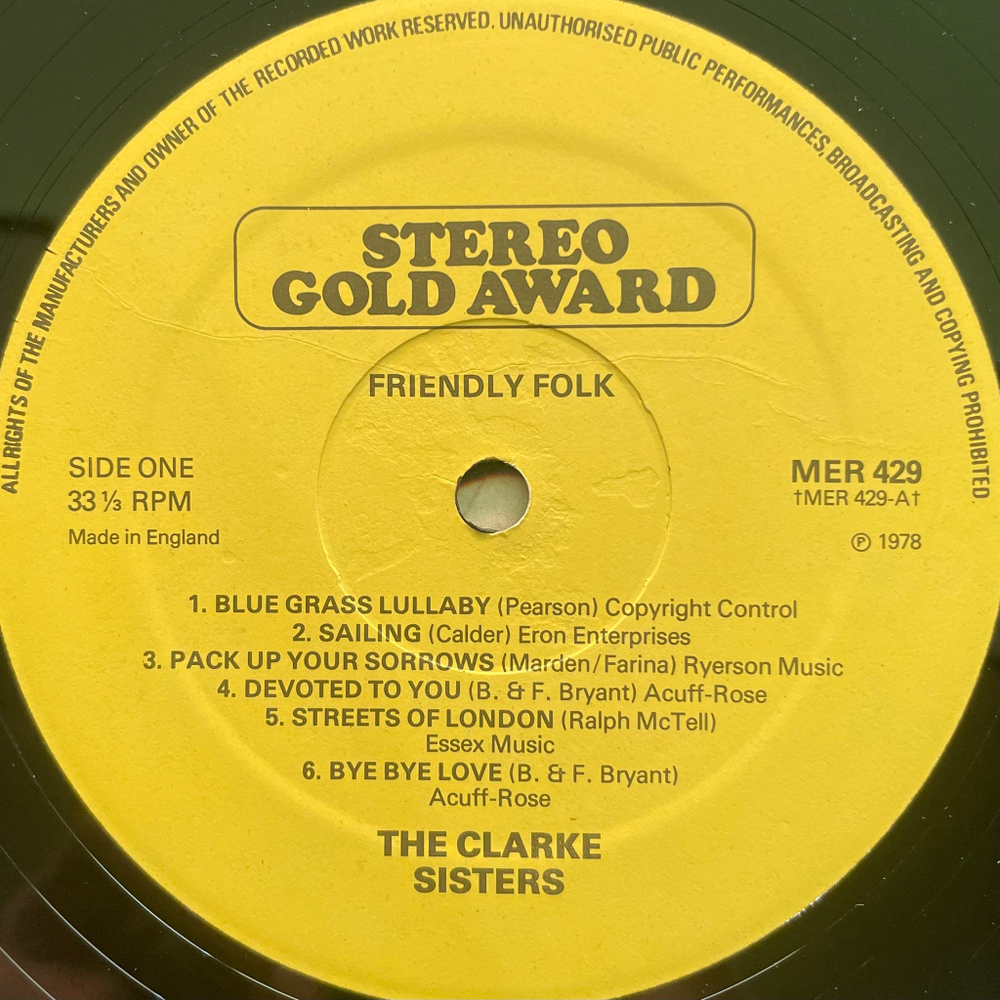 ALL RIGHTS OF THE MANUFACTURERS AND OWNER OF THE RECORDED WORK RESERVED. UNAUTHORISED PUBLIC PERFORMANCES, BROADCASTING AND COPYING PROHIBITED.
STEREO
GOLD AWARD
FRIENDLY FOLK
SIDE ONE
33 ⅓ RPM
Made in England
MER 429
†MER 429-A†
℗ 1978
1. BLUE GRASS LULLABY (Pearson) Copyright Control
2. SAILING (Calder) Eron Enterprises
3. PACK UP YOUR SORROWS (Marden/Farina) Ryerson Music
4. DEVOTED TO YOU (B. & F. Bryant) Acuff-Rose
5. STREETS OF LONDON (Ralph McTell)
Essex Music
6. BYE BYE LOVE (B. & F. Bryant)
Acuff-Rose
THE CLARKE
SISTERS